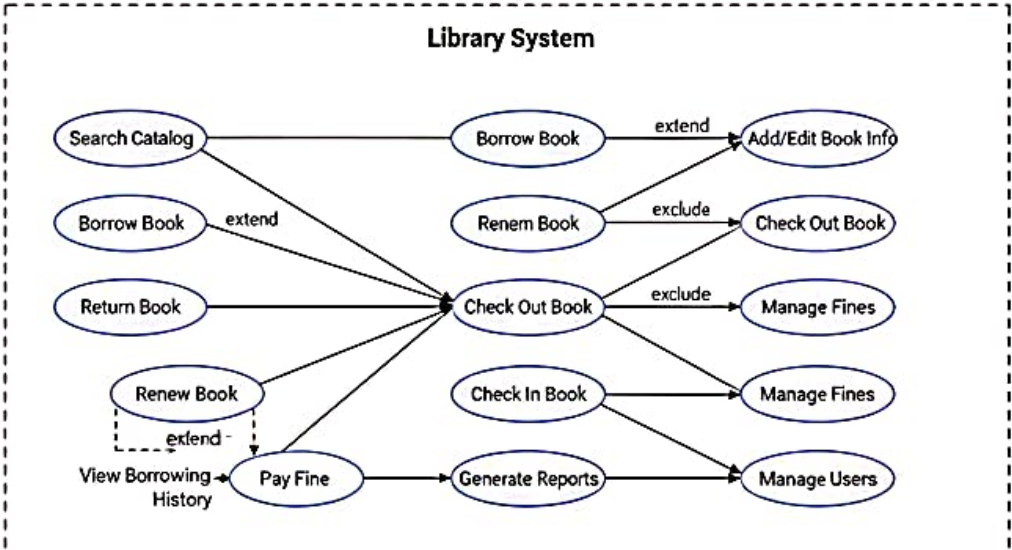 Library System
Search Catalog
Borrow Book
extend
Add/Edit Book Info
Borrow Book
extend
Renem Book
exclude
Check Out Book
Return Book
Check Out Book
exclude
Manage Fines
Renew Book
Check In Book
Manage Fines
extend
View Borrowing
History
Pay Fine
Generate Reports
Manage Users